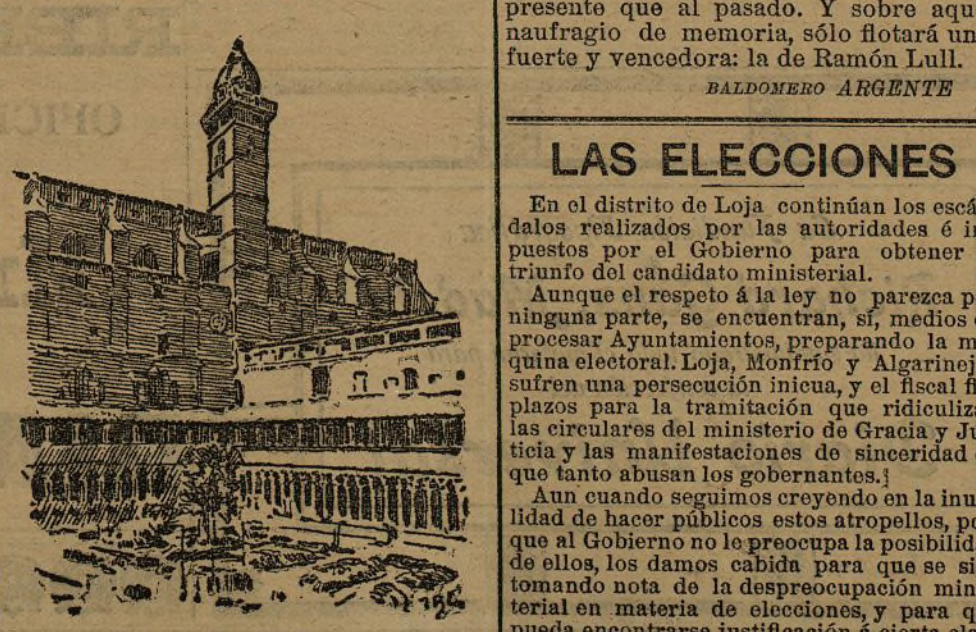 presente que al pasado. Y sobre aqu
naufragio de memoria, sólo flotará un
fuerte y vencedora: la de Ramón Lull.
BALDOMERO ARGENTE
LAS ELECCIONES
En el distrito de Loja continúan los escá
dalos realizados por las autoridades é i
puestos por el Gobierno para obtener
triunfo del candidato ministerial.
Aunque el respeto á la ley no parezca p
ninguna parte, se encuentran, sí, medios
procesar Ayuntamientos, preparando la m
quina electoral. Loja, Monfrío y Algarinej
sufren una persecución inicua, y el fiscal f
plazos para la tramitación que ridiculiz
las circulares del ministerio de Gracia y Ju
ticia y las manifestaciones de sinceridad
que tanto abusan los gobernantes.
Aun cuando seguimos creyendo en la inu
lidad de hacer públicos estos atropellos, po
que al Gobierno no le preocupa la posibilid
de ellos, los damos cabida para que se si
tomando nota de la despreocupación min
terial en materia de elecciones, y para q
pueda encontrarse justificación á cierta